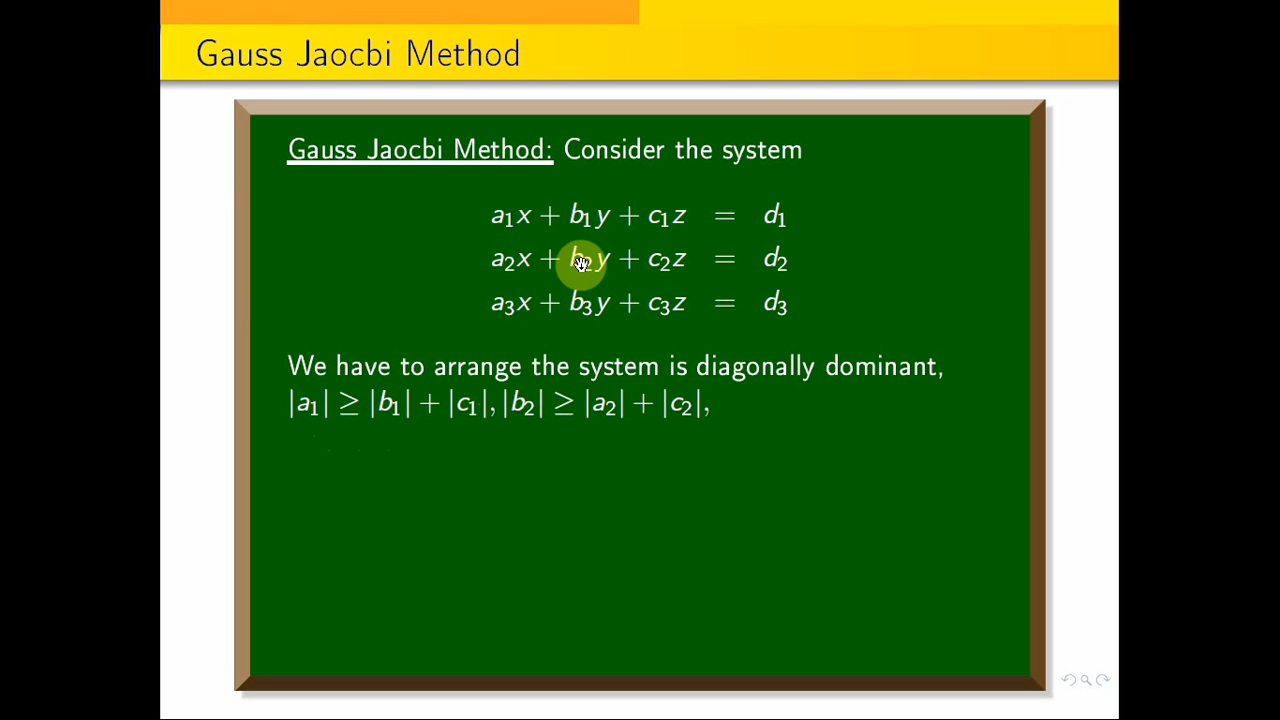 Gauss Jaocbi Method
Gauss Jaocbi Method: Consider the system
a₁x + b₁y + c₁z = d₁
a₂x + b₂y + c₂z = d₂
a₃x + b₃y + c₃z = d₃
We have to arrange the system is diagonally dominant,
|a₁| ≥ |b₁| + |c₁|, |b₂| ≥ |a₂| + |c₂|,